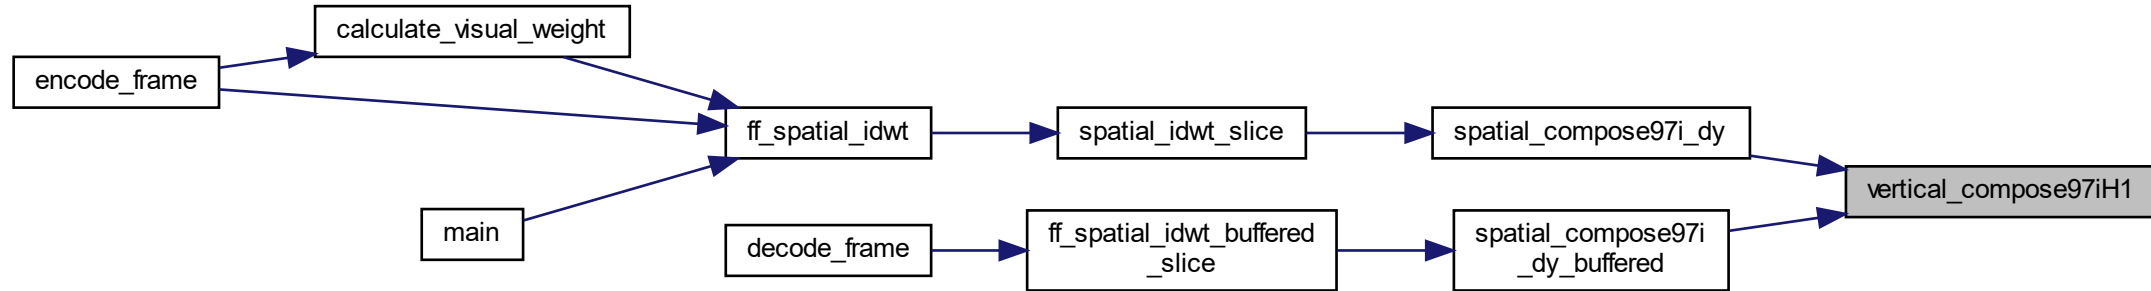 calculate_visual_weight
encode_frame
ff_spatial_idwt
spatial_idwt_slice
spatial_compose97i_dy
vertical_compose97iH1
main
decode_frame
ff_spatial_idwt_buffered
_slice
spatial_compose97i
_dy_buffered